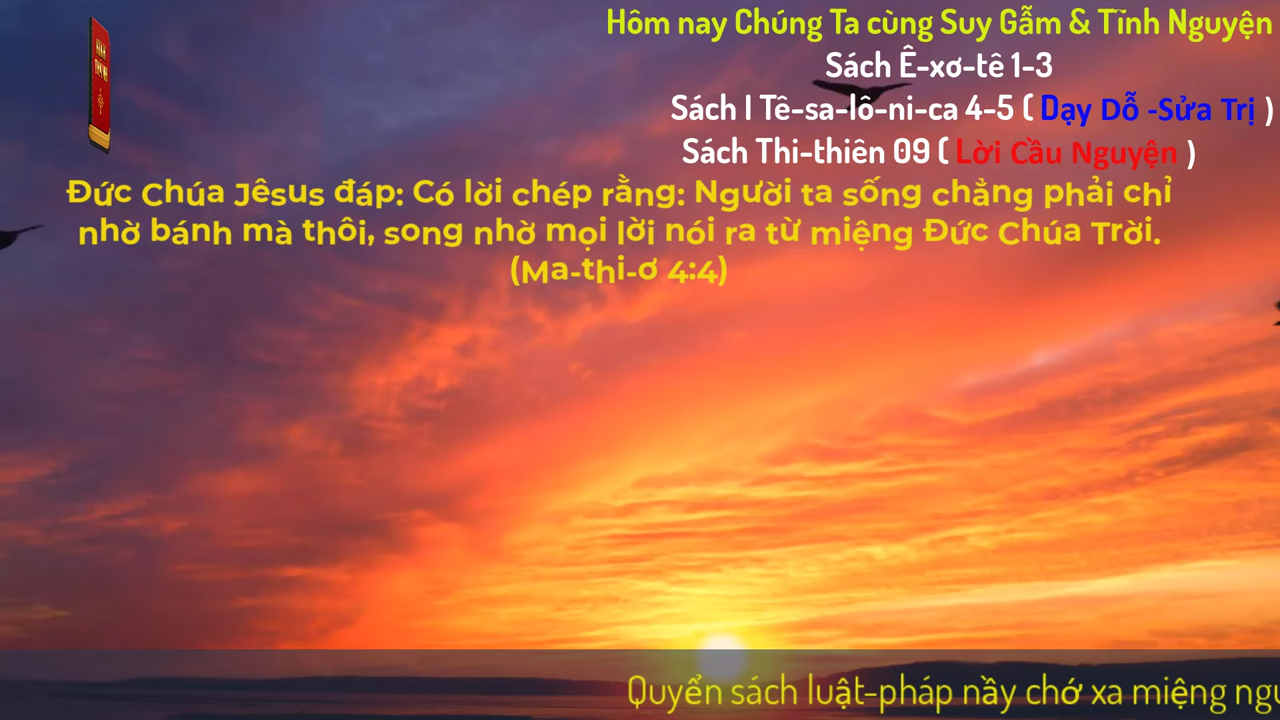 Hôm nay Chúng Ta cùng Suy Gẫm & Tĩnh Nguyện
Sách Ê-xơ-tê 1-3
Sách I Tê-sa-lô-ni-ca 4-5 ( Dạy Dỗ -Sửa Trị )
Sách Thi-thiên 09 ( Lời Cầu Nguyện )
Đức Chúa Jêsus đáp: Có lời chép rằng: Người ta sống chẳng phải chỉ
nhờ bánh mà thôi, song nhờ mọi lời nói ra từ miệng Đức Chúa Trời.
(Ma-thi-ơ 4:4)
Quyển sách luật-pháp nầy chớ xa miệng